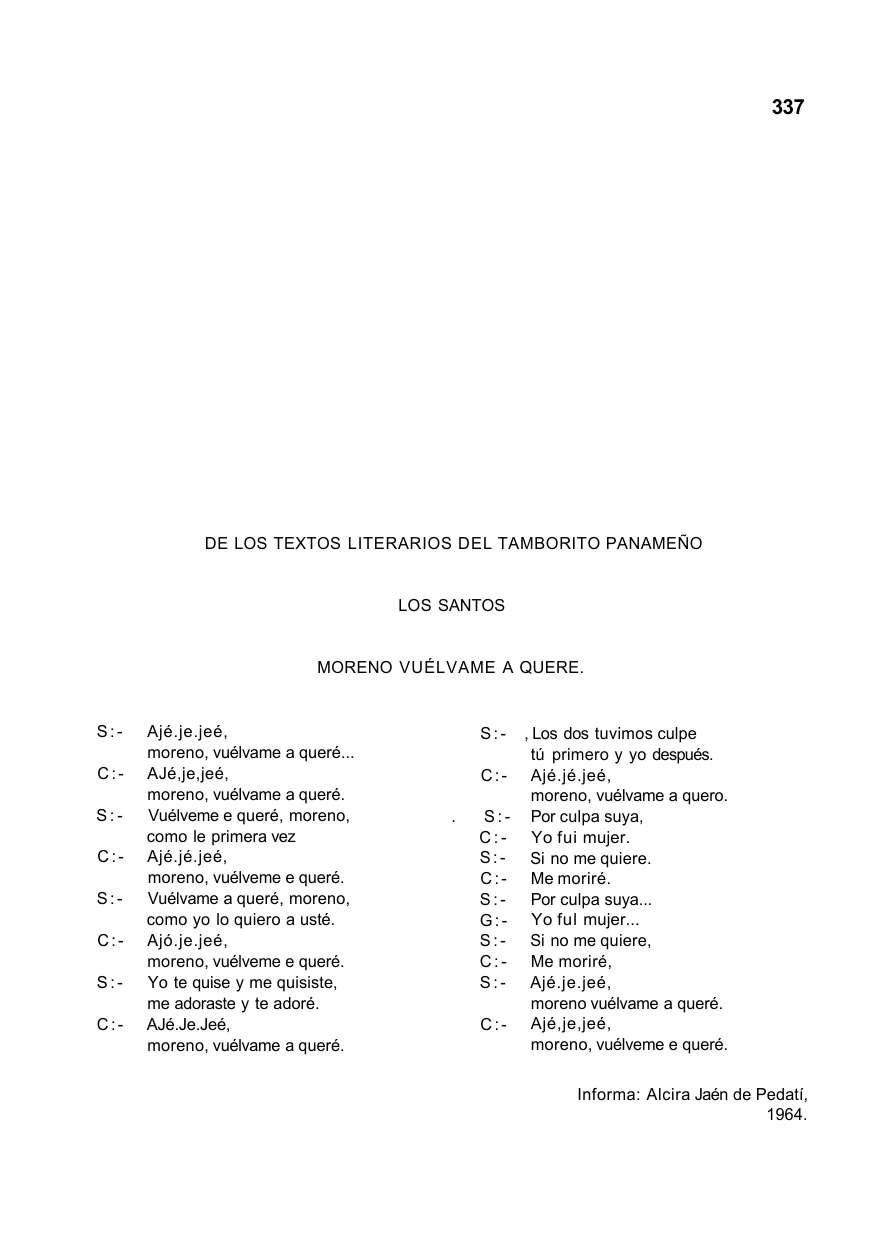 337
DE LOS TEXTOS LITERARIOS DEL TAMBORITO PANAMEÑO
LOS SANTOS
MORENO VUÉLVAME A QUERE.
S:- Ajé.je.jeé,
moreno, vuélvame a queré...
C:- AJé,je,jeé,
moreno, vuélvame a queré.
S:- Vuélveme e queré, moreno,
como le primera vez
C:- Ajé.jé.jeé,
moreno, vuélveme e queré.
S:- Vuélvame a queré, moreno,
como yo lo quiero a usté.
C:- Ajó.je.jeé,
moreno, vuélveme e queré.
S:- Yo te quise y me quisiste,
me adoraste y te adoré.
C:- AJé.Je.Jeé,
moreno, vuélvame a queré.
S:- , Los dos tuvimos culpe
tú primero y yo después.
C:- Ajé.jé.jeé,
moreno, vuélvame a quero.
. S:- Por culpa suya,
C:- Yo fui mujer.
S:- Si no me quiere.
C:- Me moriré.
S:- Por culpa suya...
G:- Yo ful mujer...
S:- Si no me quiere,
C:- Me moriré,
S:- Ajé.je.jeé,
moreno vuélvame a queré.
C:- Ajé,je,jeé,
moreno, vuélveme e queré.
Informa: Alcira Jaén de Pedatí,
1964.